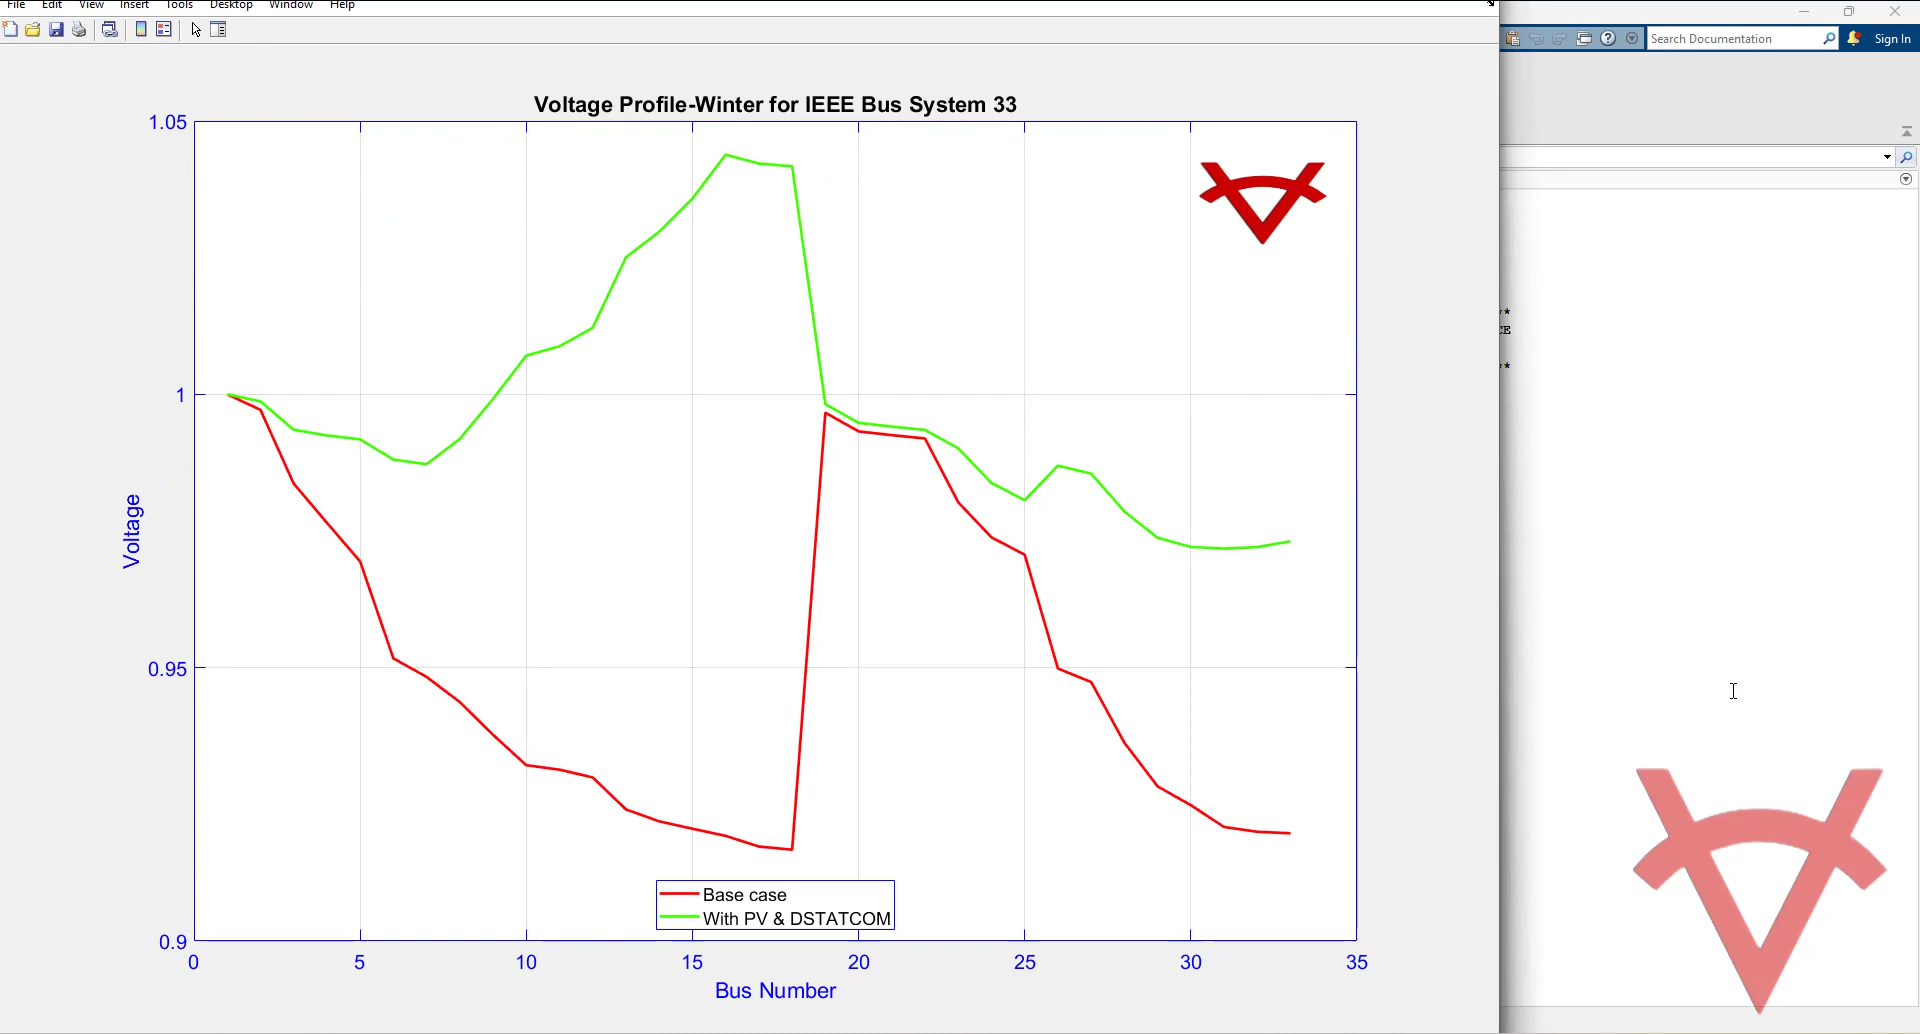 File Edit View Insert Tools Desktop Window Help
Search Documentation
Sign In
Voltage Profile-Winter for IEEE Bus System 33
1.05
1
0.95
0.9
Voltage
Base case
With PV & DSTATCOM
0 5 10 15 20 25 30 35
Bus Number